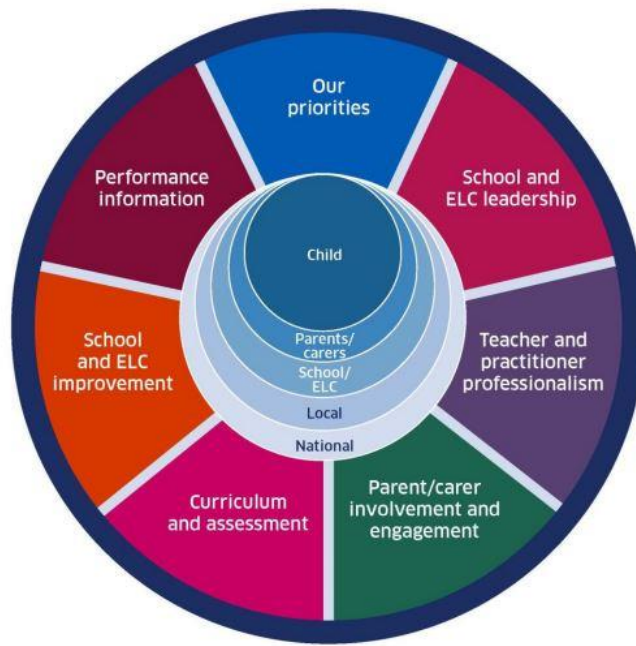 Our
priorities
School and
ELC leadership
Teacher and
practitioner
professionalism
Parent/carer
involvement and
engagement
Curriculum
and assessment
School
and ELC
improvement
Performance
information
Child
Parents/
carers
School/
ELC
Local
National